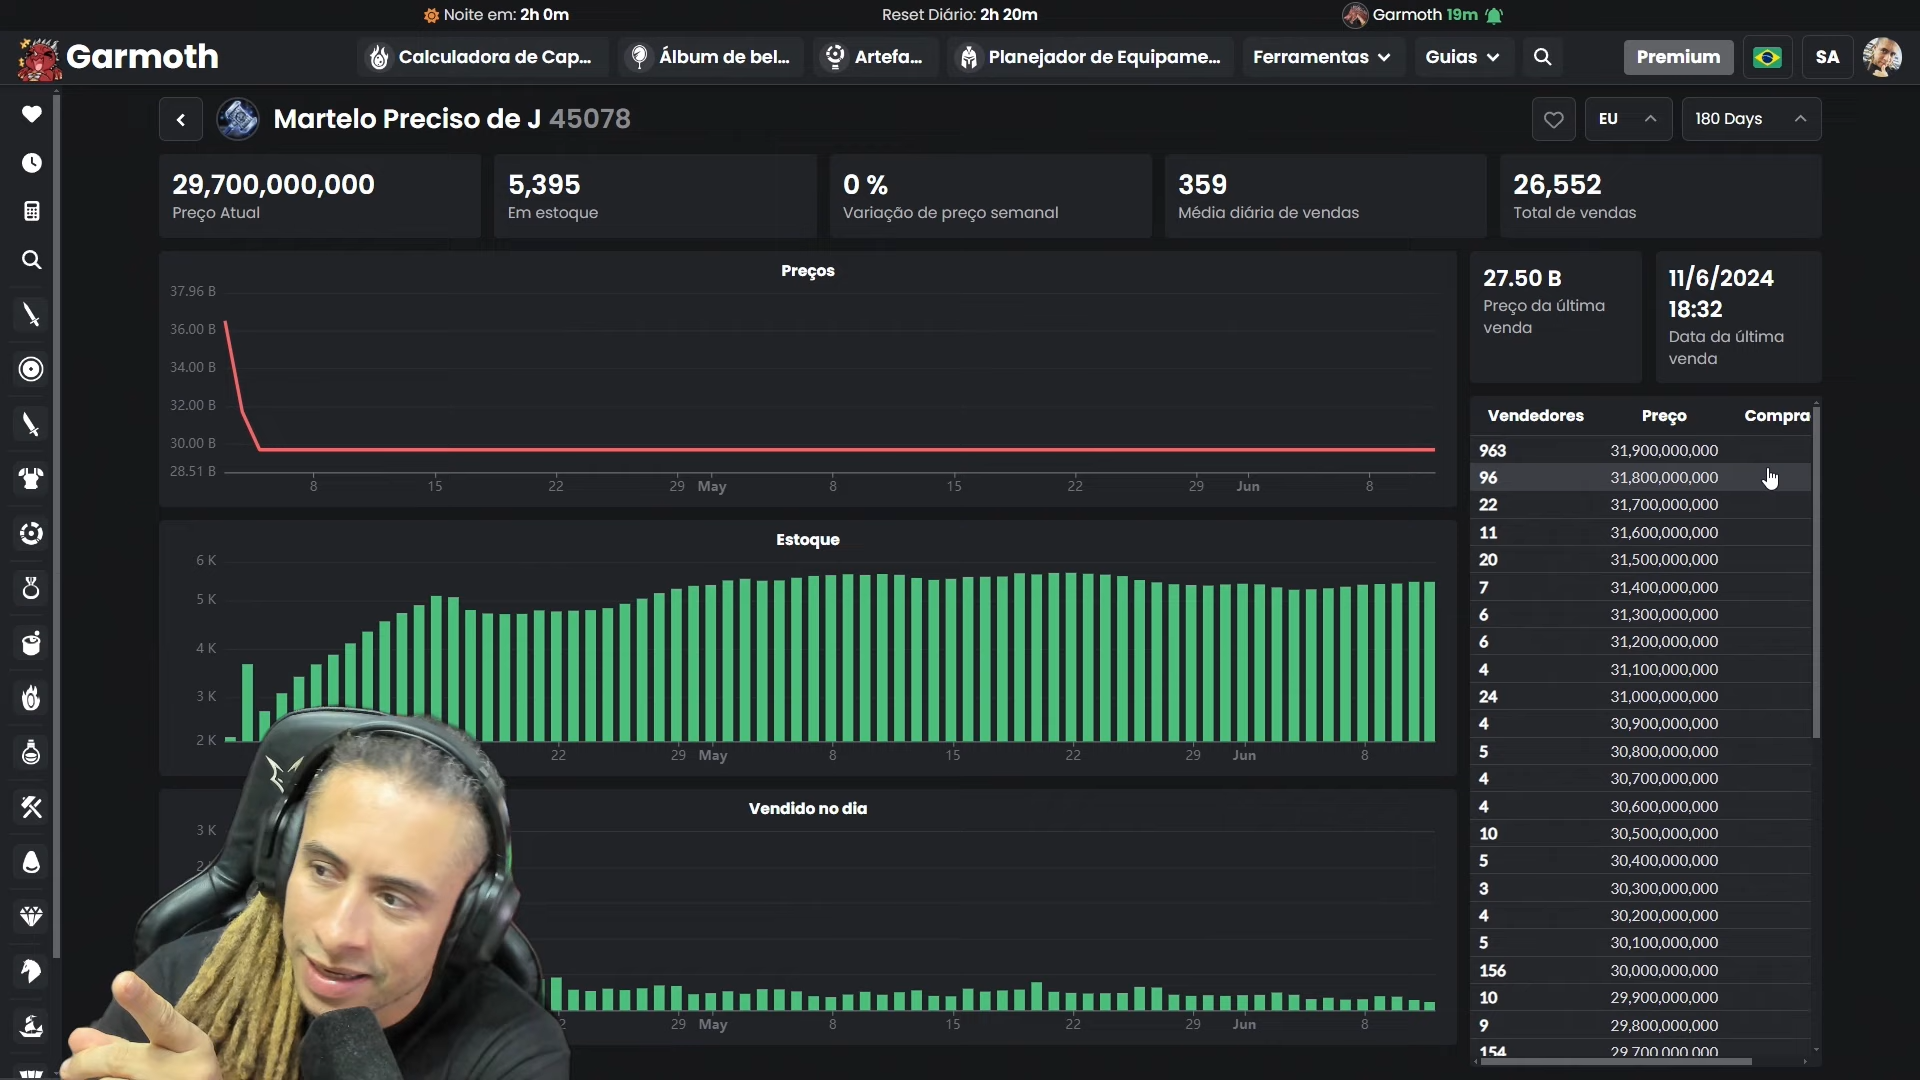 Noite em: 2h 0m
Reset Diário: 2h 20m
Garmoth 19m
Garmoth
Calculadora de Cap...
Álbum de bel...
Artefa...
Planejador de Equipame...
Ferramentas
Guias
Premium
SA
Martelo Preciso de J 45078
EU
180 Days
29,700,000,000
Preço Atual
5,395
Em estoque
0 %
Variação de preço semanal
359
Média diária de vendas
26,552
Total de vendas
Preços
37.96 B
36.00 B
34.00 B
32.00 B
30.00 B
28.51 B
8 15 22 29 May 8 15 22 29 Jun 8
27.50 B
Preço da última
venda
11/6/2024
18:32
Data da última
venda
Estoque
6 K
5 K
4 K
3 K
2 K
22 29 May 8 15 22 29 Jun 8
Vendido no dia
3 K
29 May 8 15 22 29 Jun 8
Vendedores Preço Compra
963 31,900,000,000
96 31,800,000,000
22 31,700,000,000
11 31,600,000,000
20 31,500,000,000
7 31,400,000,000
6 31,300,000,000
6 31,200,000,000
4 31,100,000,000
24 31,000,000,000
4 30,900,000,000
5 30,800,000,000
4 30,700,000,000
4 30,600,000,000
10 30,500,000,000
5 30,400,000,000
3 30,300,000,000
4 30,200,000,000
5 30,100,000,000
156 30,000,000,000
10 29,900,000,000
9 29,800,000,000
154 29,700,000,000